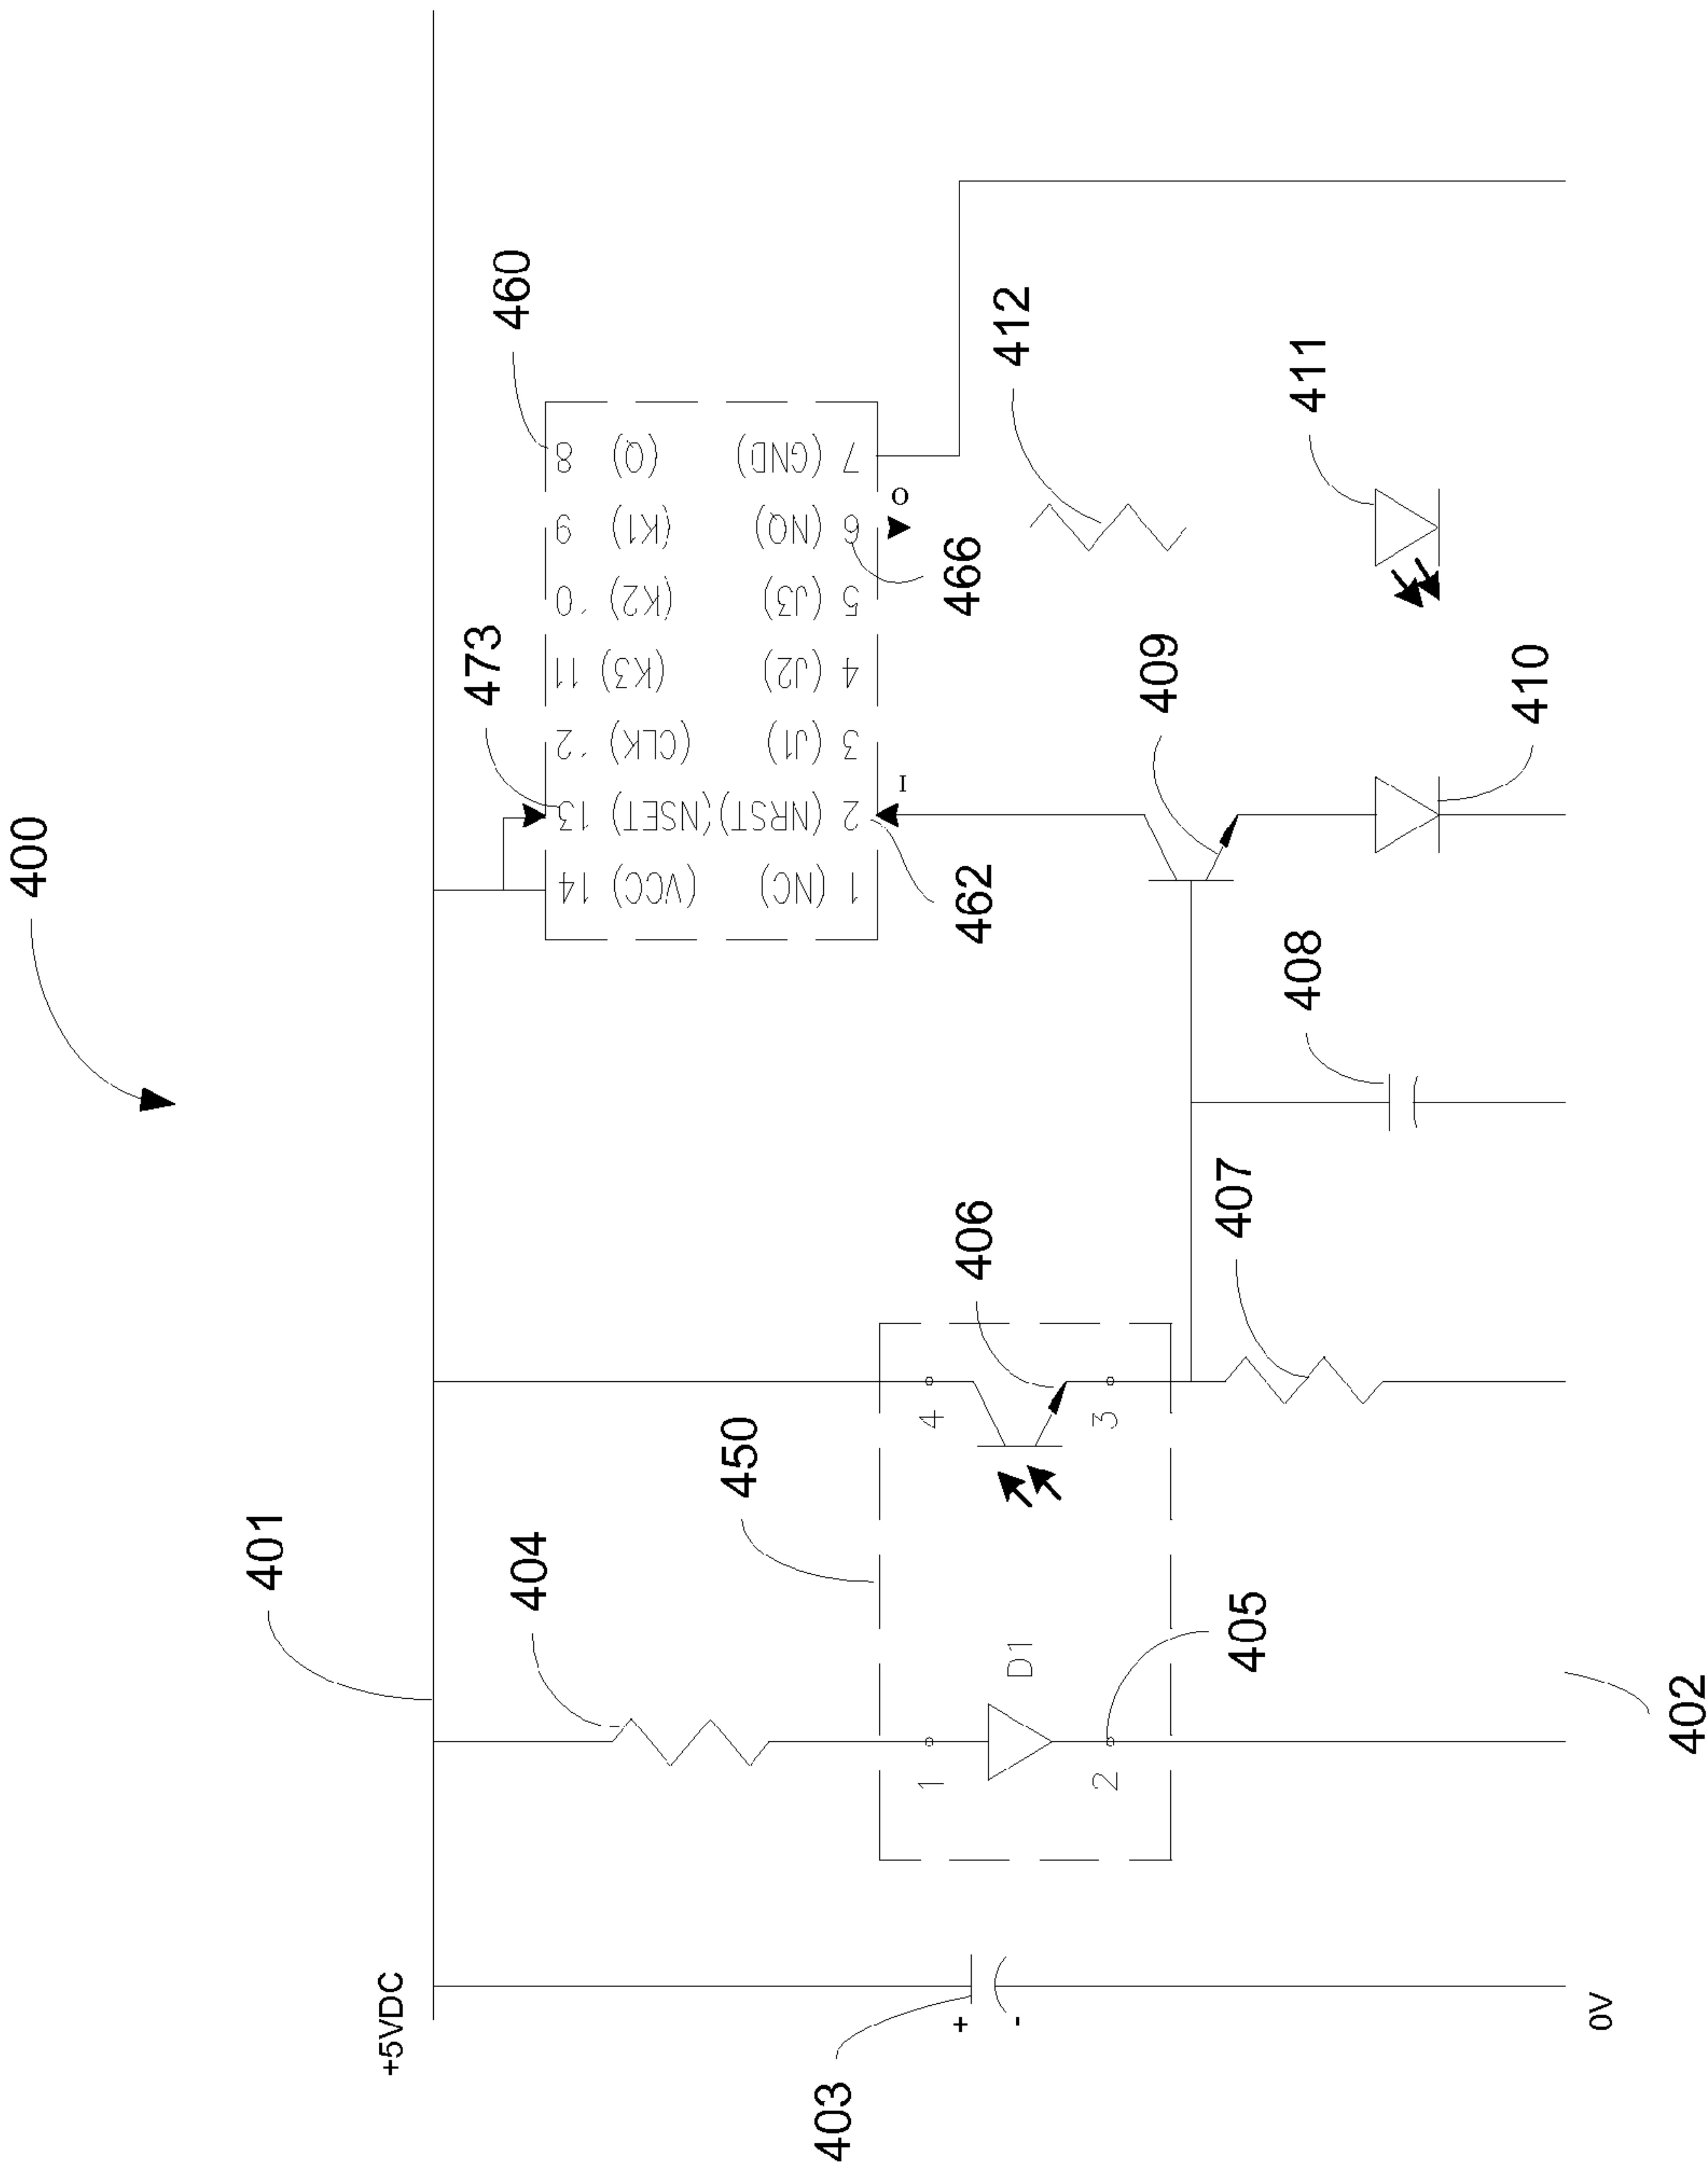 400
401
+5VDC
460
473
8 (Q)
9 (K1)
˙0 (K2)
11 (K3)
˙2 (CLK)
13 (NSET)
14 (VCC)
7 (GND)
6 (NQ)
5 (J3)
4 (J2)
3 (J1)
2 (NRST)
1 (NC)
O
I
466
462
412
411
404
450
4
3
406
409
1
2
D1
405
407
408
410
403
+
-
402
0V